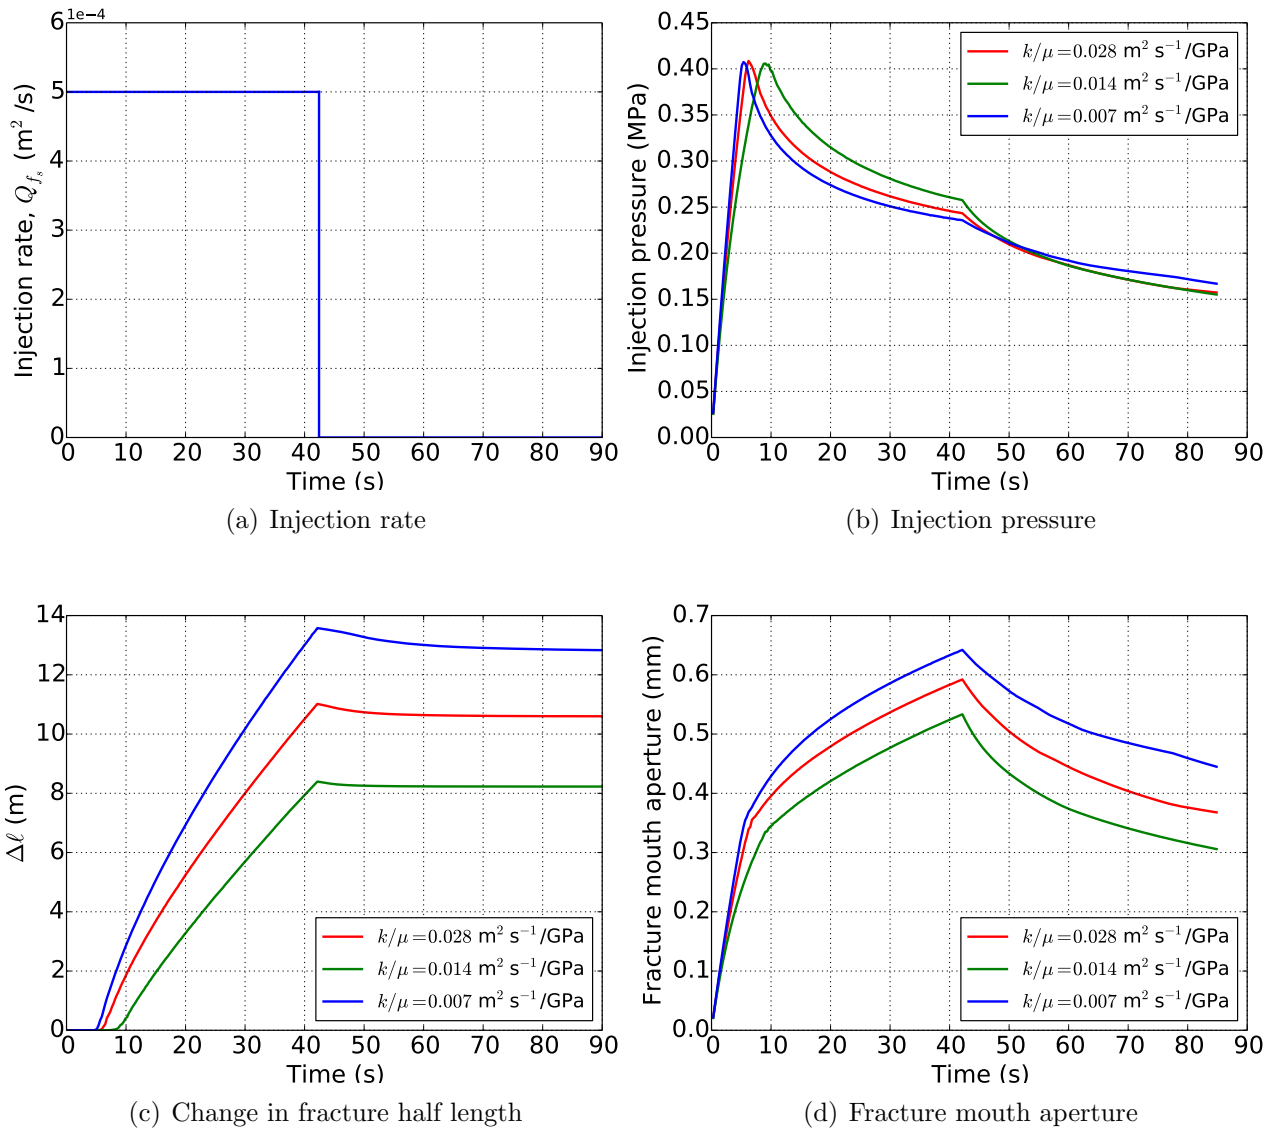 1e−4
6
5
4
3
2
1
0
0 10 20 30 40 50 60 70 80 90
Injection rate, Q_{f_s} (m² /s)
Time (s)
(a) Injection rate
0.45
0.40
0.35
0.30
0.25
0.20
0.15
0.10
0.05
0.00
0 10 20 30 40 50 60 70 80 90
Injection pressure (MPa)
k/μ=0.028 m² s⁻¹/GPa
k/μ=0.014 m² s⁻¹/GPa
k/μ=0.007 m² s⁻¹/GPa
Time (s)
(b) Injection pressure
14
12
10
8
6
4
2
0
0 10 20 30 40 50 60 70 80 90
Δℓ (m)
k/μ=0.028 m² s⁻¹/GPa
k/μ=0.014 m² s⁻¹/GPa
k/μ=0.007 m² s⁻¹/GPa
Time (s)
(c) Change in fracture half length
0.7
0.6
0.5
0.4
0.3
0.2
0.1
0.0
0 10 20 30 40 50 60 70 80 90
Fracture mouth aperture (mm)
k/μ=0.028 m² s⁻¹/GPa
k/μ=0.014 m² s⁻¹/GPa
k/μ=0.007 m² s⁻¹/GPa
Time (s)
(d) Fracture mouth aperture